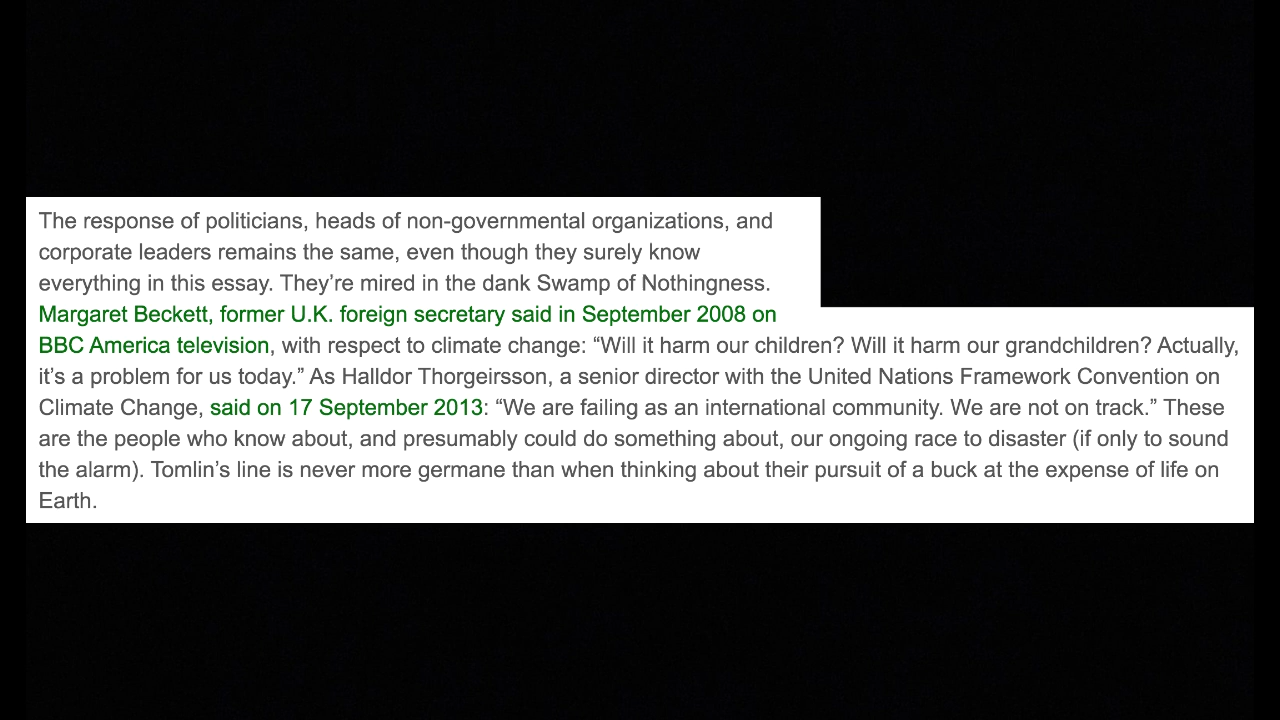 The response of politicians, heads of non-governmental organizations, and
corporate leaders remains the same, even though they surely know
everything in this essay. They’re mired in the dank Swamp of Nothingness.
Margaret Beckett, former U.K. foreign secretary said in September 2008 on
BBC America television, with respect to climate change: “Will it harm our children? Will it harm our grandchildren? Actually,
it’s a problem for us today.” As Halldor Thorgeirsson, a senior director with the United Nations Framework Convention on
Climate Change, said on 17 September 2013: “We are failing as an international community. We are not on track.” These
are the people who know about, and presumably could do something about, our ongoing race to disaster (if only to sound
the alarm). Tomlin’s line is never more germane than when thinking about their pursuit of a buck at the expense of life on
Earth.